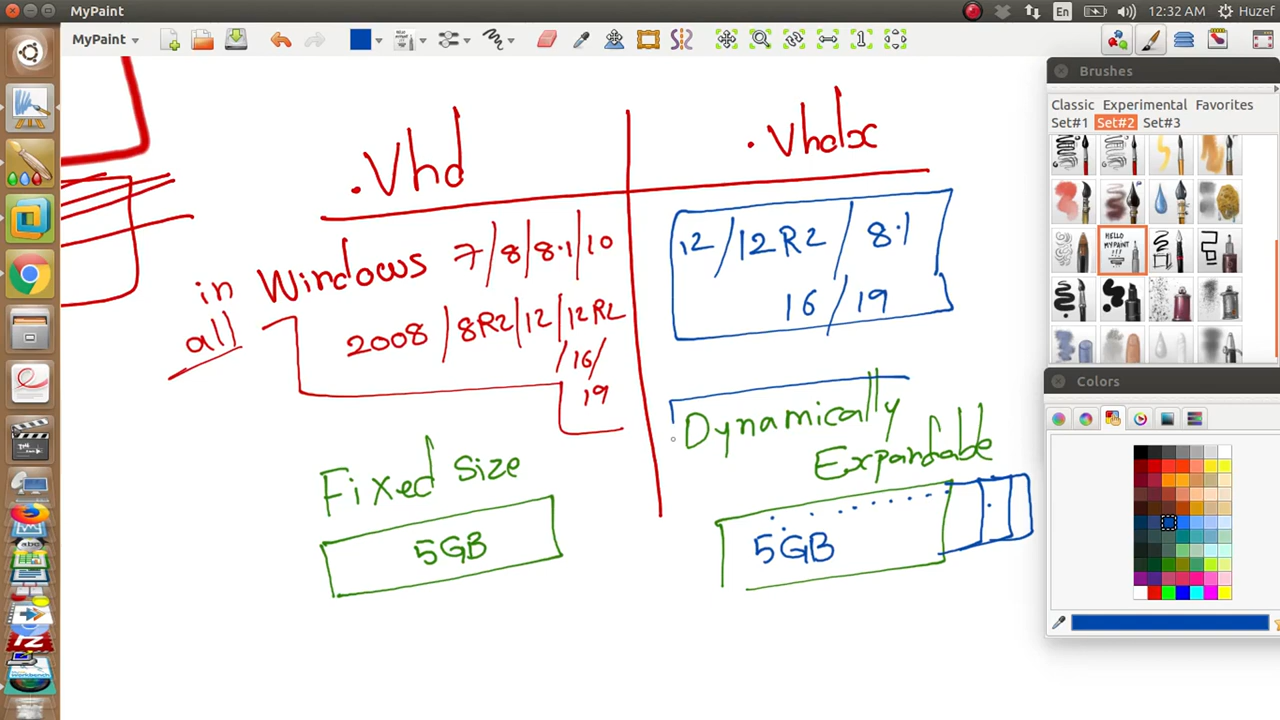 MyPaint
En
12:32 AM
Huzef
MyPaint
Brushes
Classic Experimental Favorites
Set#1 Set#2 Set#3
HELLO
MYPAINT
!!!
Colors
.Vhd
.Vhdx
in Windows 7/8/8.1/10
all
2008/8R2/12/12R2
/16/
19
12/12R2/8.1
16/19
Fixed Size
5GB
Dynamically
Expandable
5GB